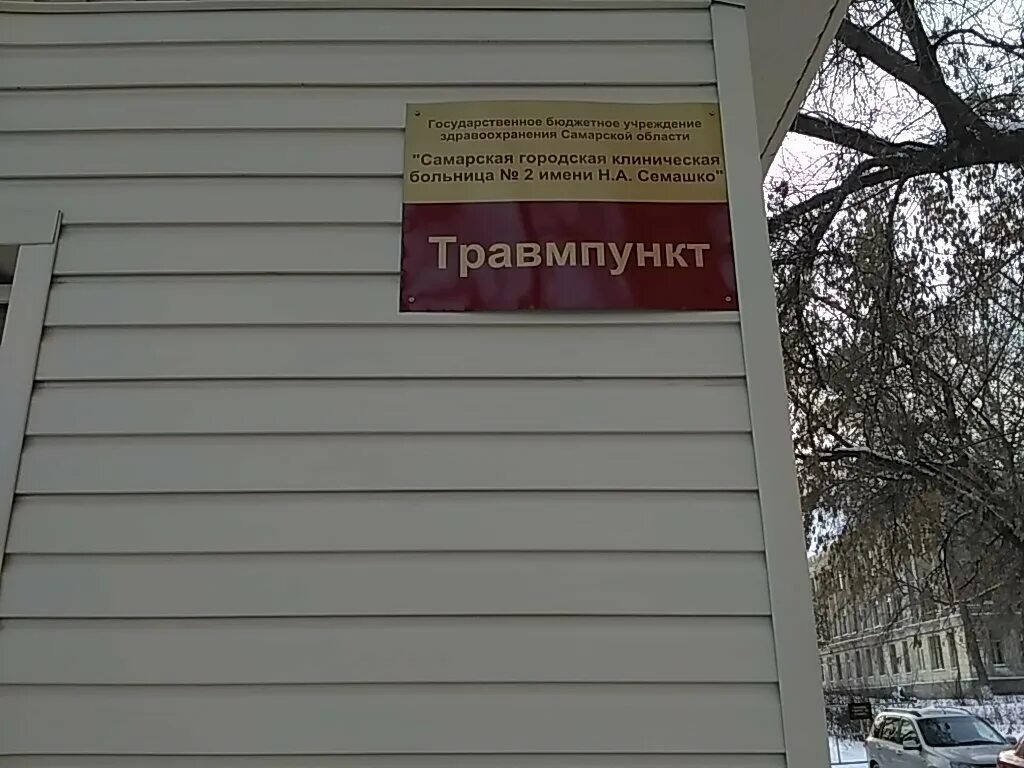 Государственное бюджетное учреждение
здравоохранения Самарской области
"Самарская городская клиническая
больница № 2 имени Н.А. Семашко"
Травмпункт